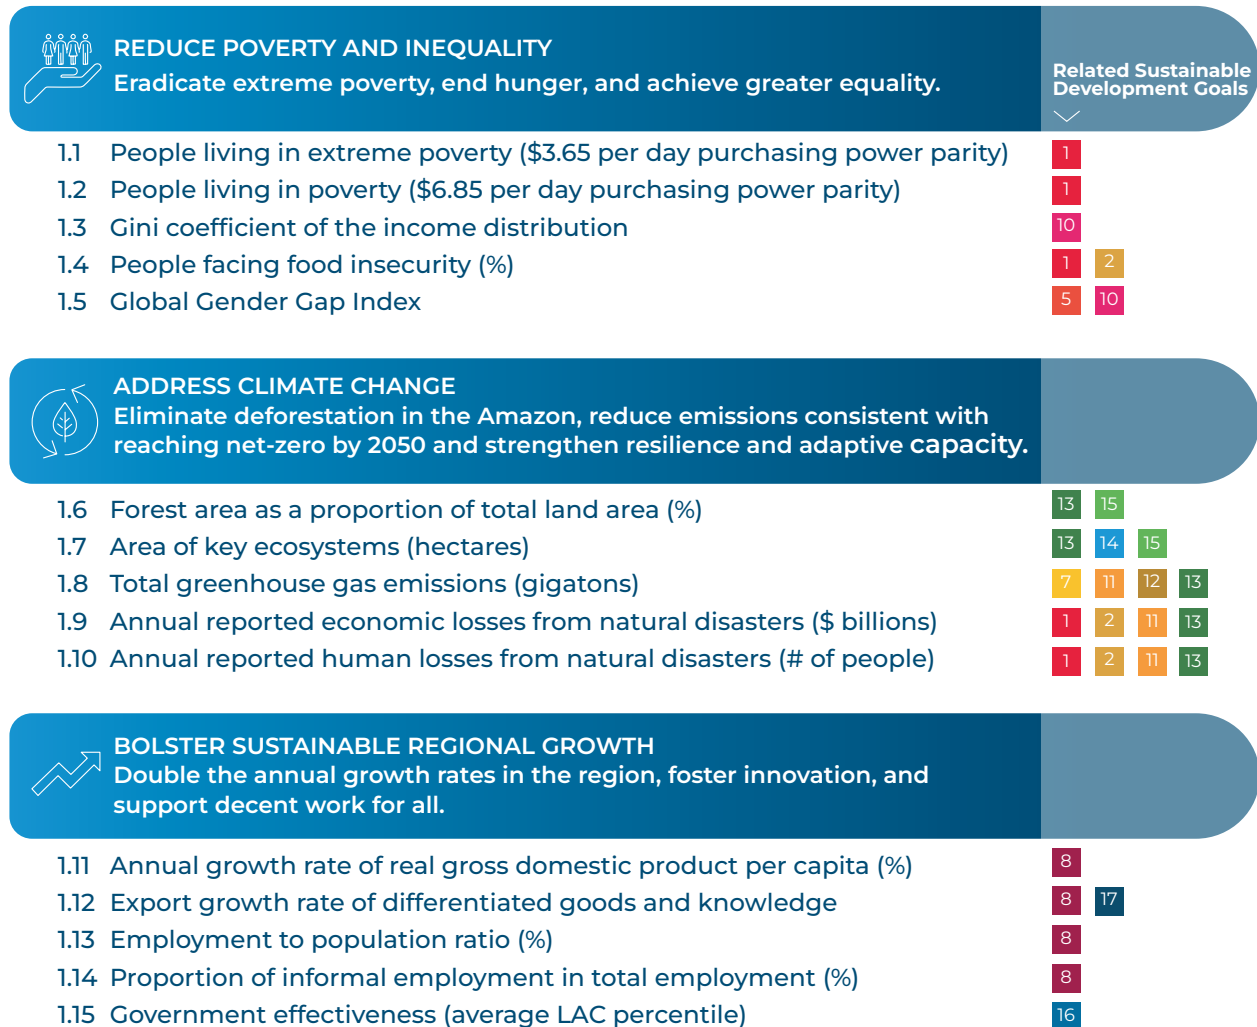 REDUCE POVERTY AND INEQUALITY
Eradicate extreme poverty, end hunger, and achieve greater equality.
Related Sustainable
Development Goals
1.1 People living in extreme poverty ($3.65 per day purchasing power parity) 1
1.2 People living in poverty ($6.85 per day purchasing power parity) 1
1.3 Gini coefficient of the income distribution 10
1.4 People facing food insecurity (%) 1 2
1.5 Global Gender Gap Index 5 10
ADDRESS CLIMATE CHANGE
Eliminate deforestation in the Amazon, reduce emissions consistent with
reaching net-zero by 2050 and strengthen resilience and adaptive capacity.
1.6 Forest area as a proportion of total land area (%) 13 15
1.7 Area of key ecosystems (hectares) 13 14 15
1.8 Total greenhouse gas emissions (gigatons) 7 11 12 13
1.9 Annual reported economic losses from natural disasters ($ billions) 1 2 11 13
1.10 Annual reported human losses from natural disasters (# of people) 1 2 11 13
BOLSTER SUSTAINABLE REGIONAL GROWTH
Double the annual growth rates in the region, foster innovation, and
support decent work for all.
1.11 Annual growth rate of real gross domestic product per capita (%) 8
1.12 Export growth rate of differentiated goods and knowledge 8 17
1.13 Employment to population ratio (%) 8
1.14 Proportion of informal employment in total employment (%) 8
1.15 Government effectiveness (average LAC percentile) 16